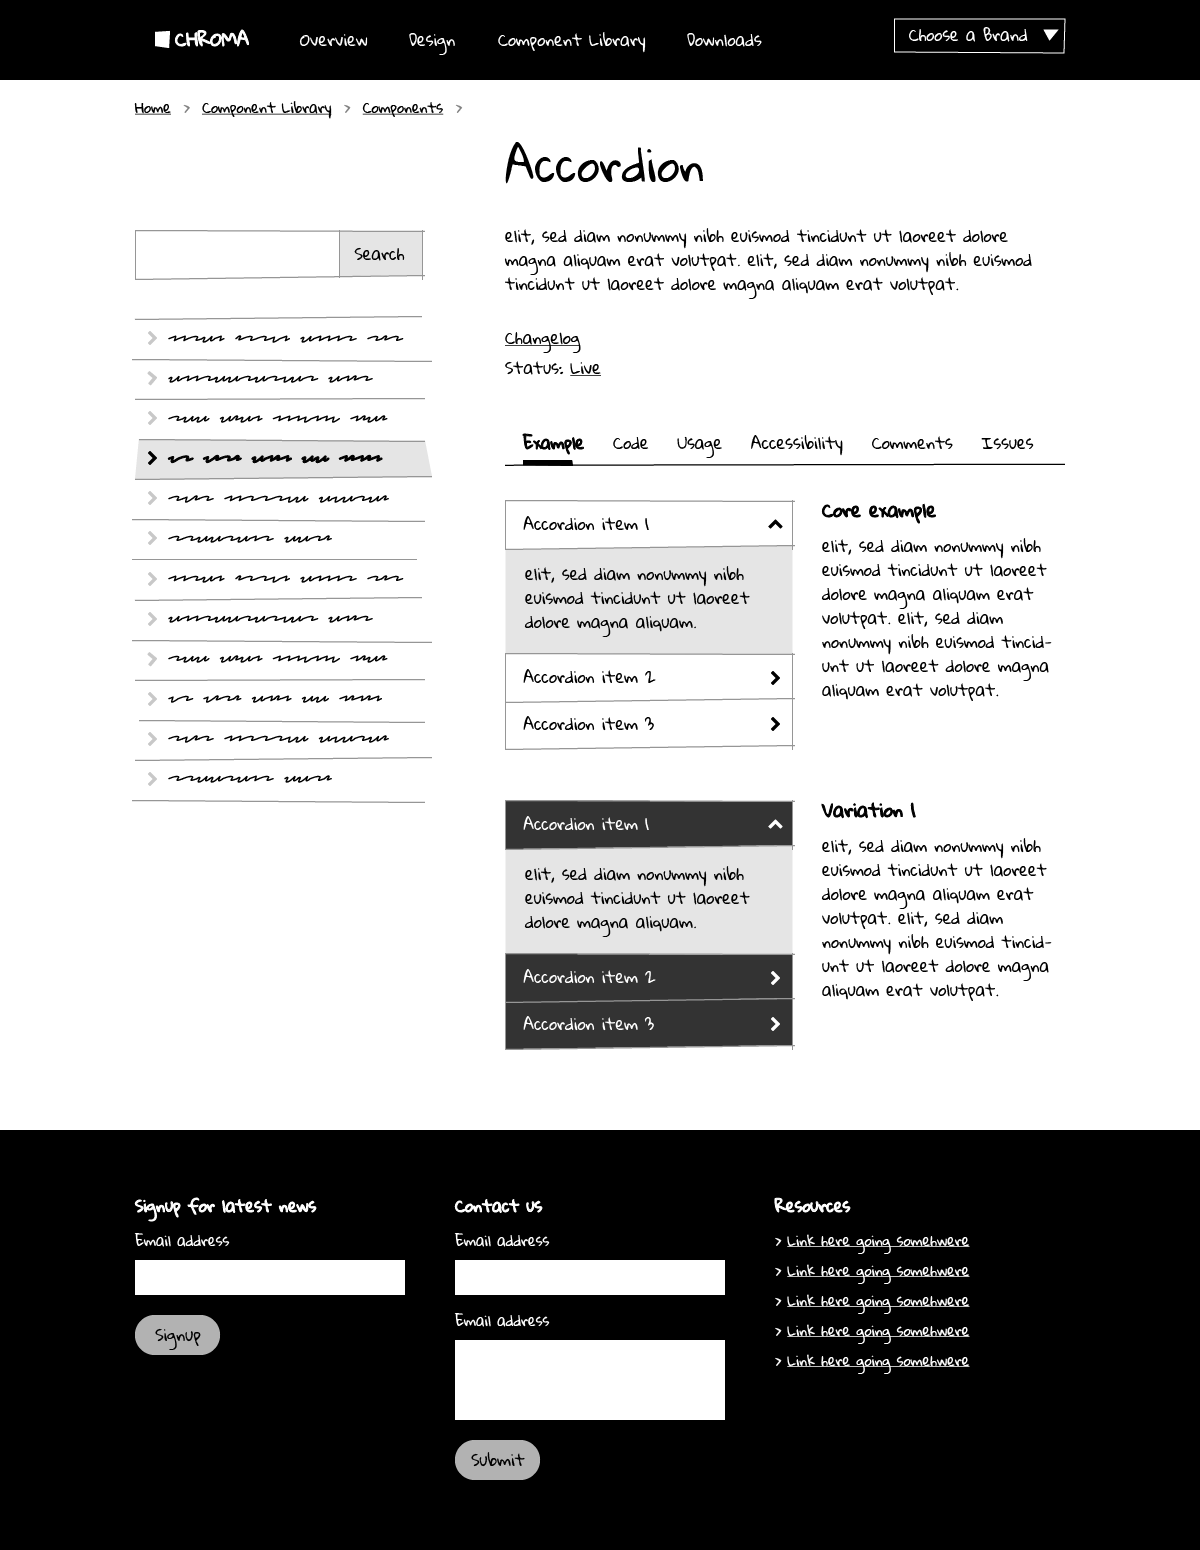 CHROMA
Overview
Design
Component Library
Downloads
Choose a Brand
Home > Component Library > Components >
Accordion
Search
elit, sed diam nonummy nibh euismod tincidunt ut laoreet dolore
magna aliquam erat volutpat. elit, sed diam nonummy nibh euismod
tincidunt ut laoreet dolore magna aliquam erat volutpat.
Changelog
Status: Live
Example
Code
Usage
Accessibility
Comments
Issues
Accordion item 1
elit, sed diam nonummy nibh
euismod tincidunt ut laoreet
dolore magna aliquam.
Accordion item 2
Accordion item 3
Core example
elit, sed diam nonummy nibh
euismod tincidunt ut laoreet
dolore magna aliquam erat
volutpat. elit, sed diam
nonummy nibh euismod tincid-
unt ut laoreet dolore magna
aliquam erat volutpat.
Accordion item 1
elit, sed diam nonummy nibh
euismod tincidunt ut laoreet
dolore magna aliquam.
Accordion item 2
Accordion item 3
Variation 1
elit, sed diam nonummy nibh
euismod tincidunt ut laoreet
dolore magna aliquam erat
volutpat. elit, sed diam
nonummy nibh euismod tincid-
unt ut laoreet dolore magna
aliquam erat volutpat.
Signup for latest news
Email address
Signup
Contact us
Email address
Email address
Submit
Resources
> Link here going somehwere
> Link here going somehwere
> Link here going somehwere
> Link here going somehwere
> Link here going somehwere